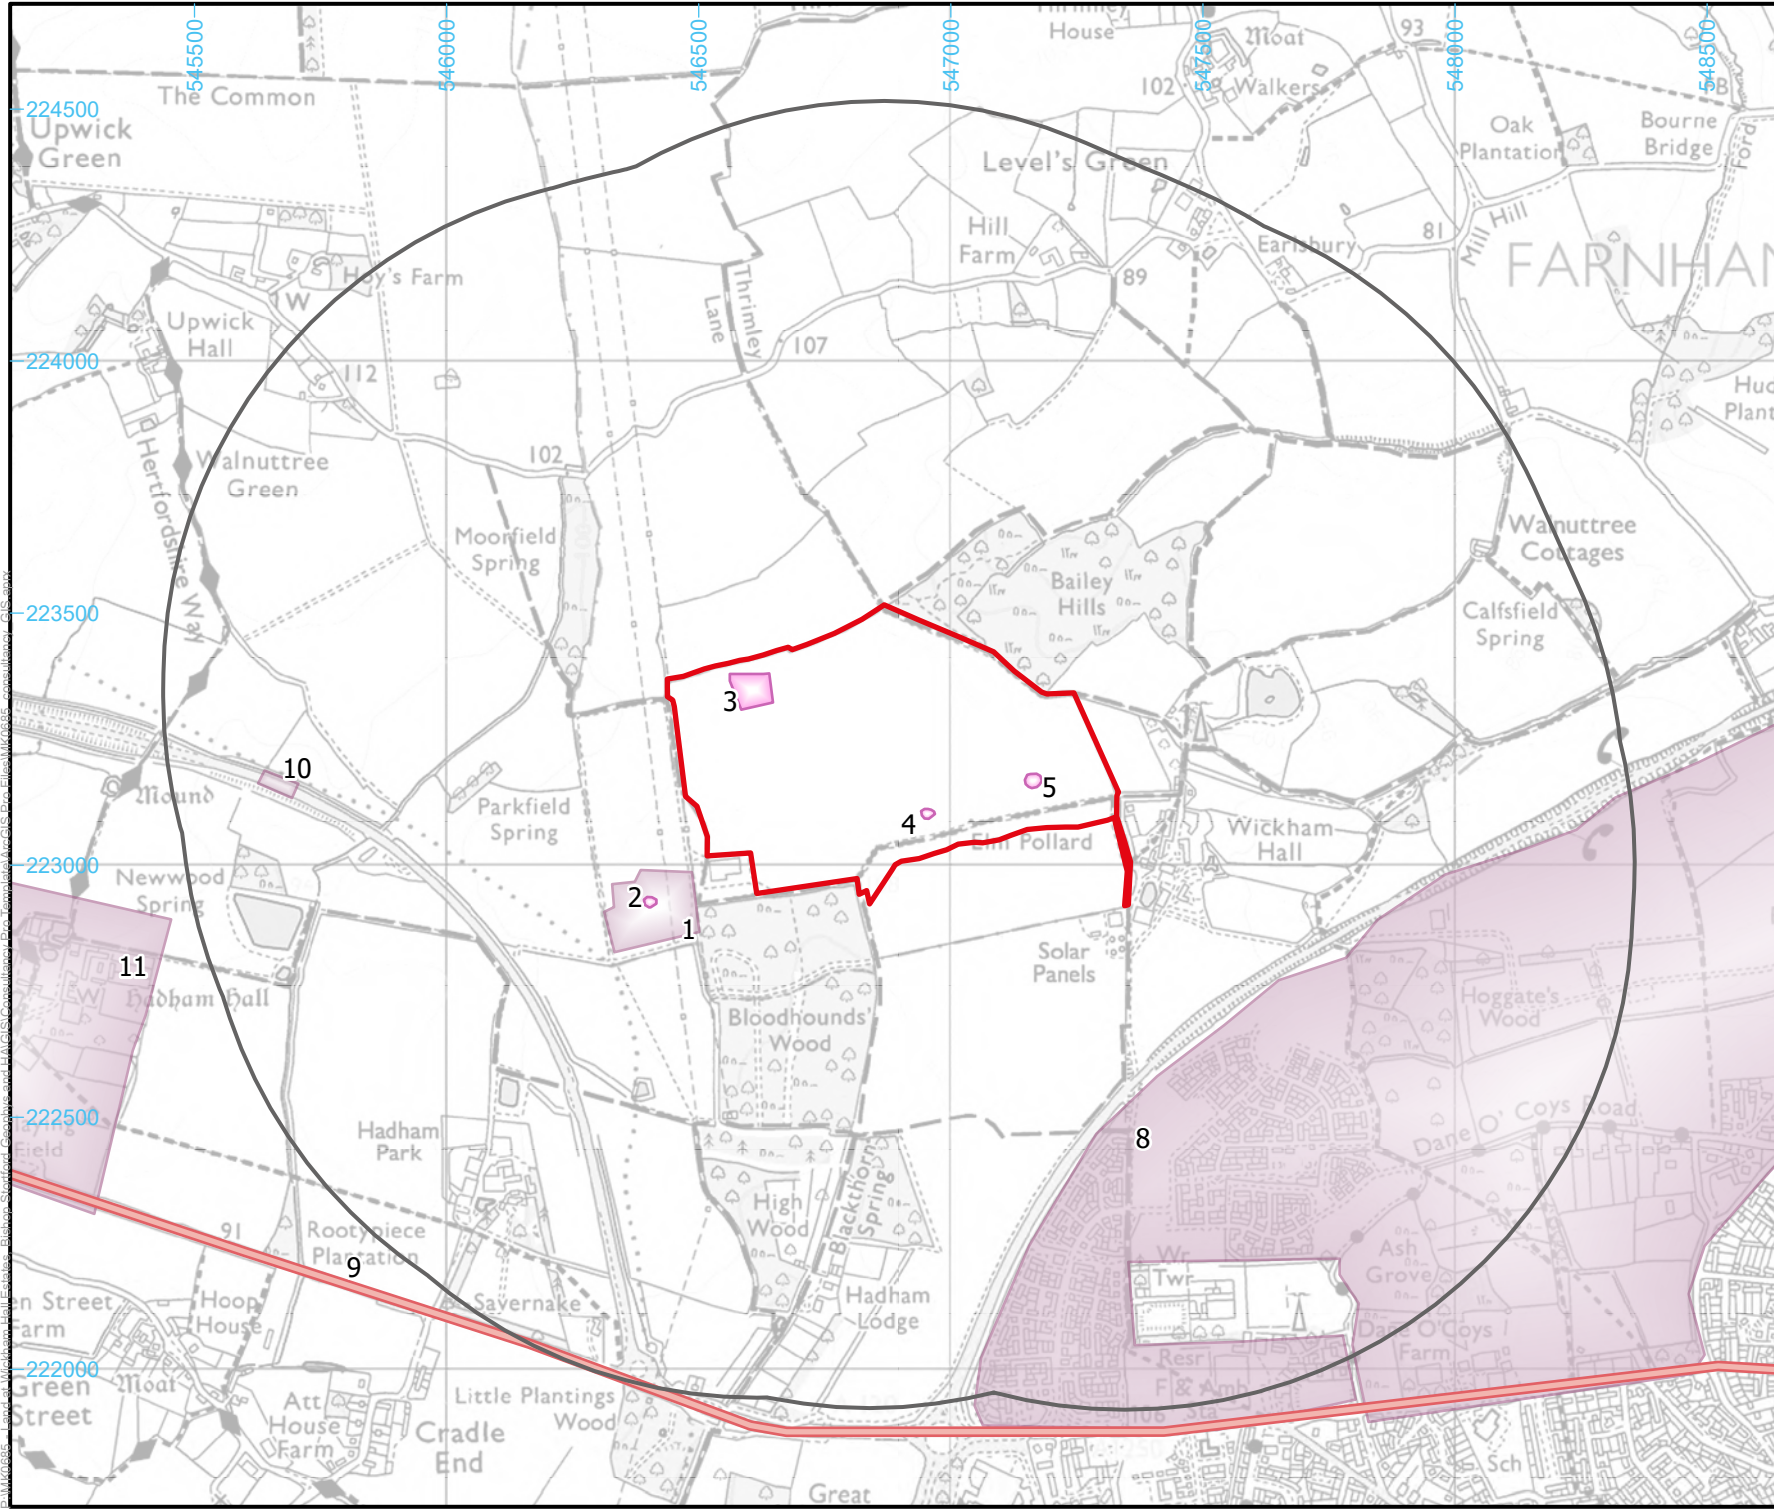 545500
546000
546500
547000
547500
548000
548500
224500
224000
223500
223000
222500
222000
House
Moat
93
102
Walkers
The Common
Upwick
Green
Oak
Plantation
Bourne
Bridge
Ford
Level's Green
Mill Hill
81
Hill
Farm
Earlsbury
FARNHAM
Hoy's Farm
W
Thrimley
Lane
89
Upwick
Hall
107
112
Hertfordshire Way
Walnuttree
Green
102
Moorfield
Spring
Walnuttree
Cottages
Bailey
Hills
Calfsfield
Spring
3
10
Mound
5
Parkfield
Spring
4
Elm Pollard
Wickham
Hall
Newwood
Spring
2
1
11
Hadham Hall
Solar
Panels
Hoggate's
Wood
Bloodhounds'
Wood
Dane O' Coys Road
8
Hadham
Park
High
Wood
Blackthorn
Spring
91
Rootypiece
Plantation
9
Wr
Twr
Ash
Grove
Hoop
House
Savernake
Hadham
Lodge
Dane O'Coys
Farm
Resr
Green
Street
Moat
Att
House
Farm
Little Plantings
Wood
Cradle
End
106
Sch
Great